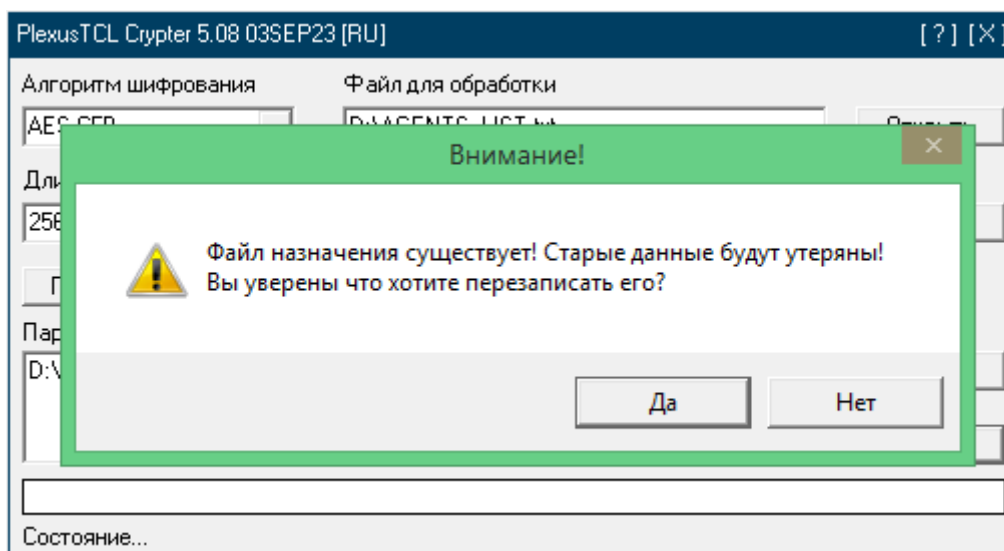 PlexusTCL Crypter 5.08 03SEP23 [RU] [ ? ] [X]
Алгоритм шифрования Файл для обработки
Внимание!
256
Файл назначения существует! Старые данные будут утеряны!
Вы уверены что хотите перезаписать его?
D:\
Да Нет
Состояние...